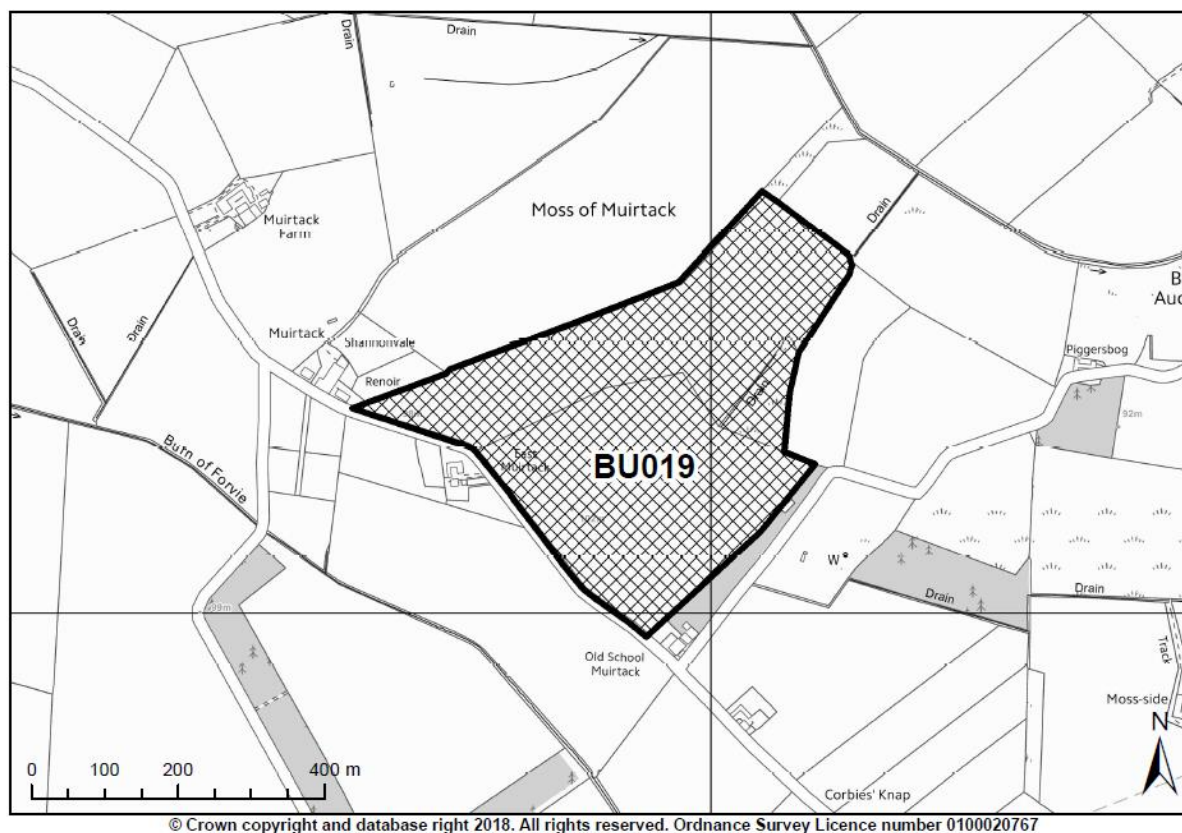 Drain
Drain
Moss of Muirtack
Muirtack
Farm
Drain
Drain
Drain
Muirtack
Shannonvale
Renoir
B
Auc
Piggersbog
92m
Drain
East
Muirtack
BU019
Burn of Forvie
W
Drain
Drain
99m
Old School
Muirtack
Track
Moss-side
N
0 100 200 400 m
Corbies' Knap
© Crown copyright and database right 2018. All rights reserved. Ordnance Survey Licence number 0100020767